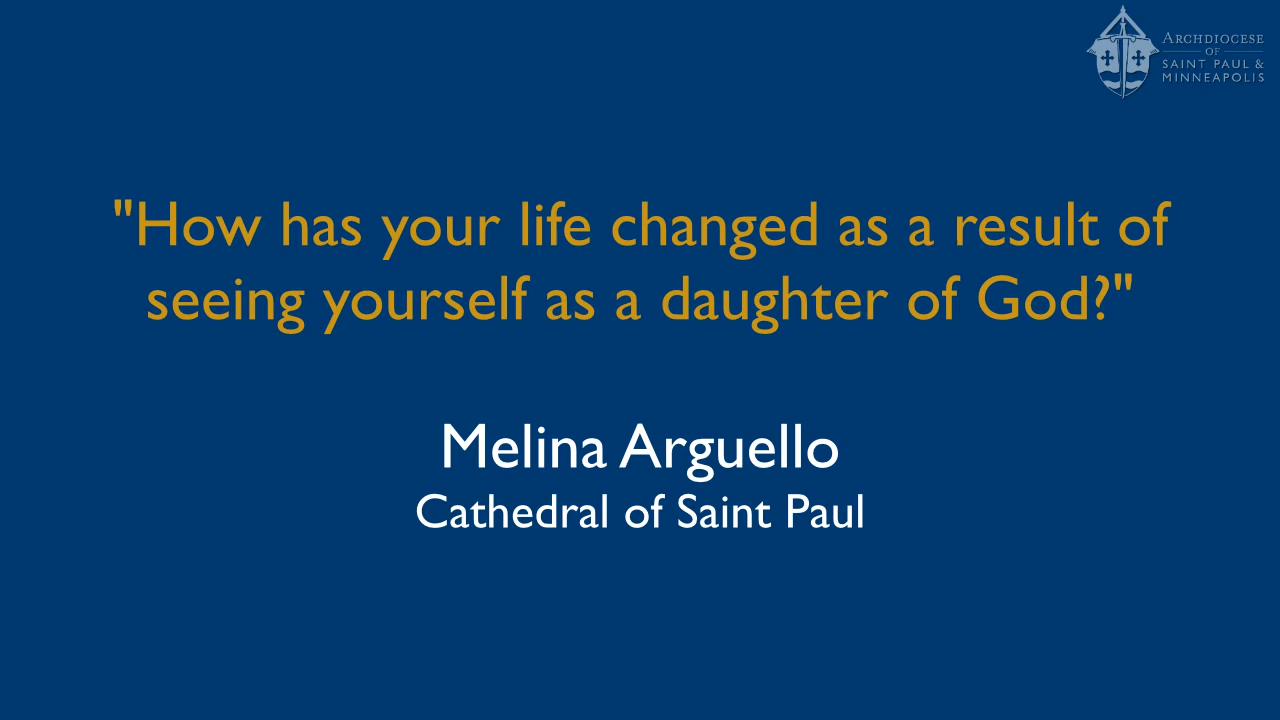 ARCHDIOCESE
OF
SAINT PAUL &
MINNEAPOLIS
"How has your life changed as a result of
seeing yourself as a daughter of God?"
Melina Arguello
Cathedral of Saint Paul